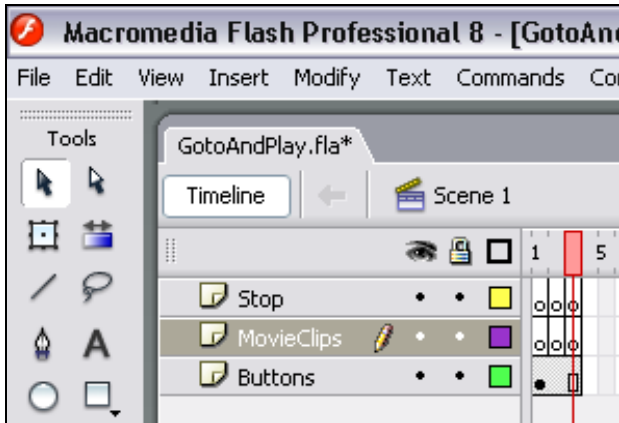 Macromedia Flash Professional 8 - [GotoAnd
File Edit View Insert Modify Text Commands Co
Tools
GotoAndPlay.fla*
Timeline Scene 1
1 5
Stop
MovieClips
Buttons
A